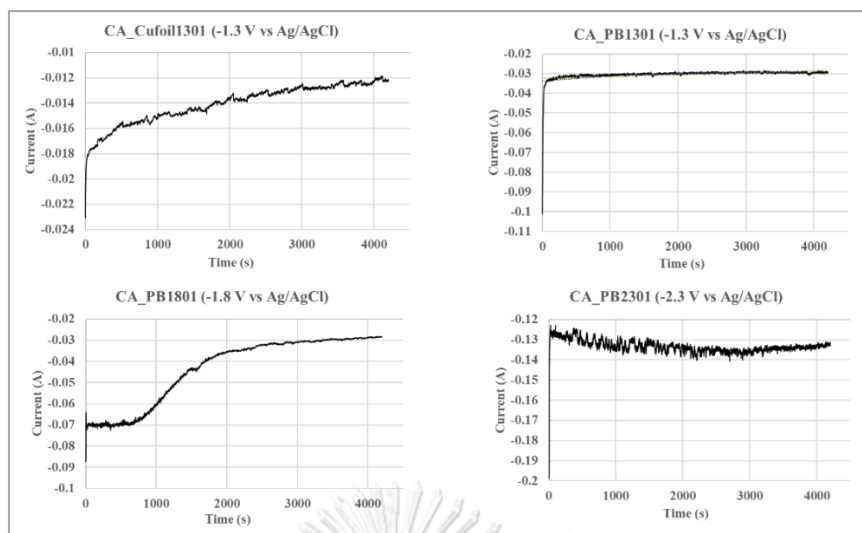 CA_Cufoil1301 (-1.3 V vs Ag/AgCl)
-0.01
-0.012
-0.014
-0.016
-0.018
-0.02
-0.022
-0.024
Current (A)
0 1000 2000 3000 4000
Time (s)
CA_PB1301 (-1.3 V vs Ag/AgCl)
-0.02
-0.03
-0.04
-0.05
-0.06
-0.07
-0.08
-0.09
-0.1
-0.11
Current (A)
0 1000 2000 3000 4000
Time (s)
CA_PB1801 (-1.8 V vs Ag/AgCl)
-0.02
-0.03
-0.04
-0.05
-0.06
-0.07
-0.08
-0.09
-0.1
Current (A)
0 1000 2000 3000 4000
Time (s)
CA_PB2301 (-2.3 V vs Ag/AgCl)
-0.12
-0.13
-0.14
-0.15
-0.16
-0.17
-0.18
-0.19
-0.2
Current (A)
0 1000 2000 3000 4000
Time (s)